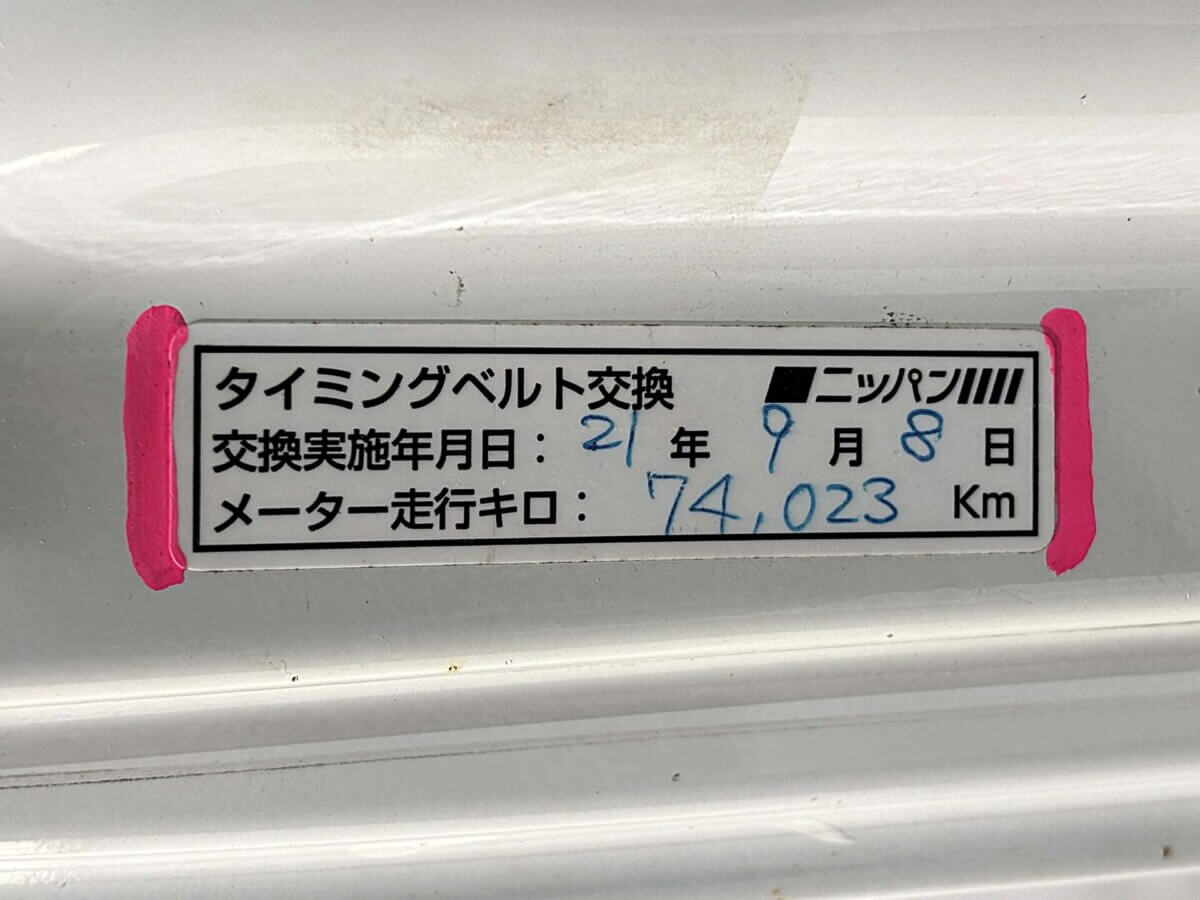 タイミングベルト交換 ニッパン
交換実施年月日: 21 年 9 月 8 日
メーター走行キロ: 74,023 Km